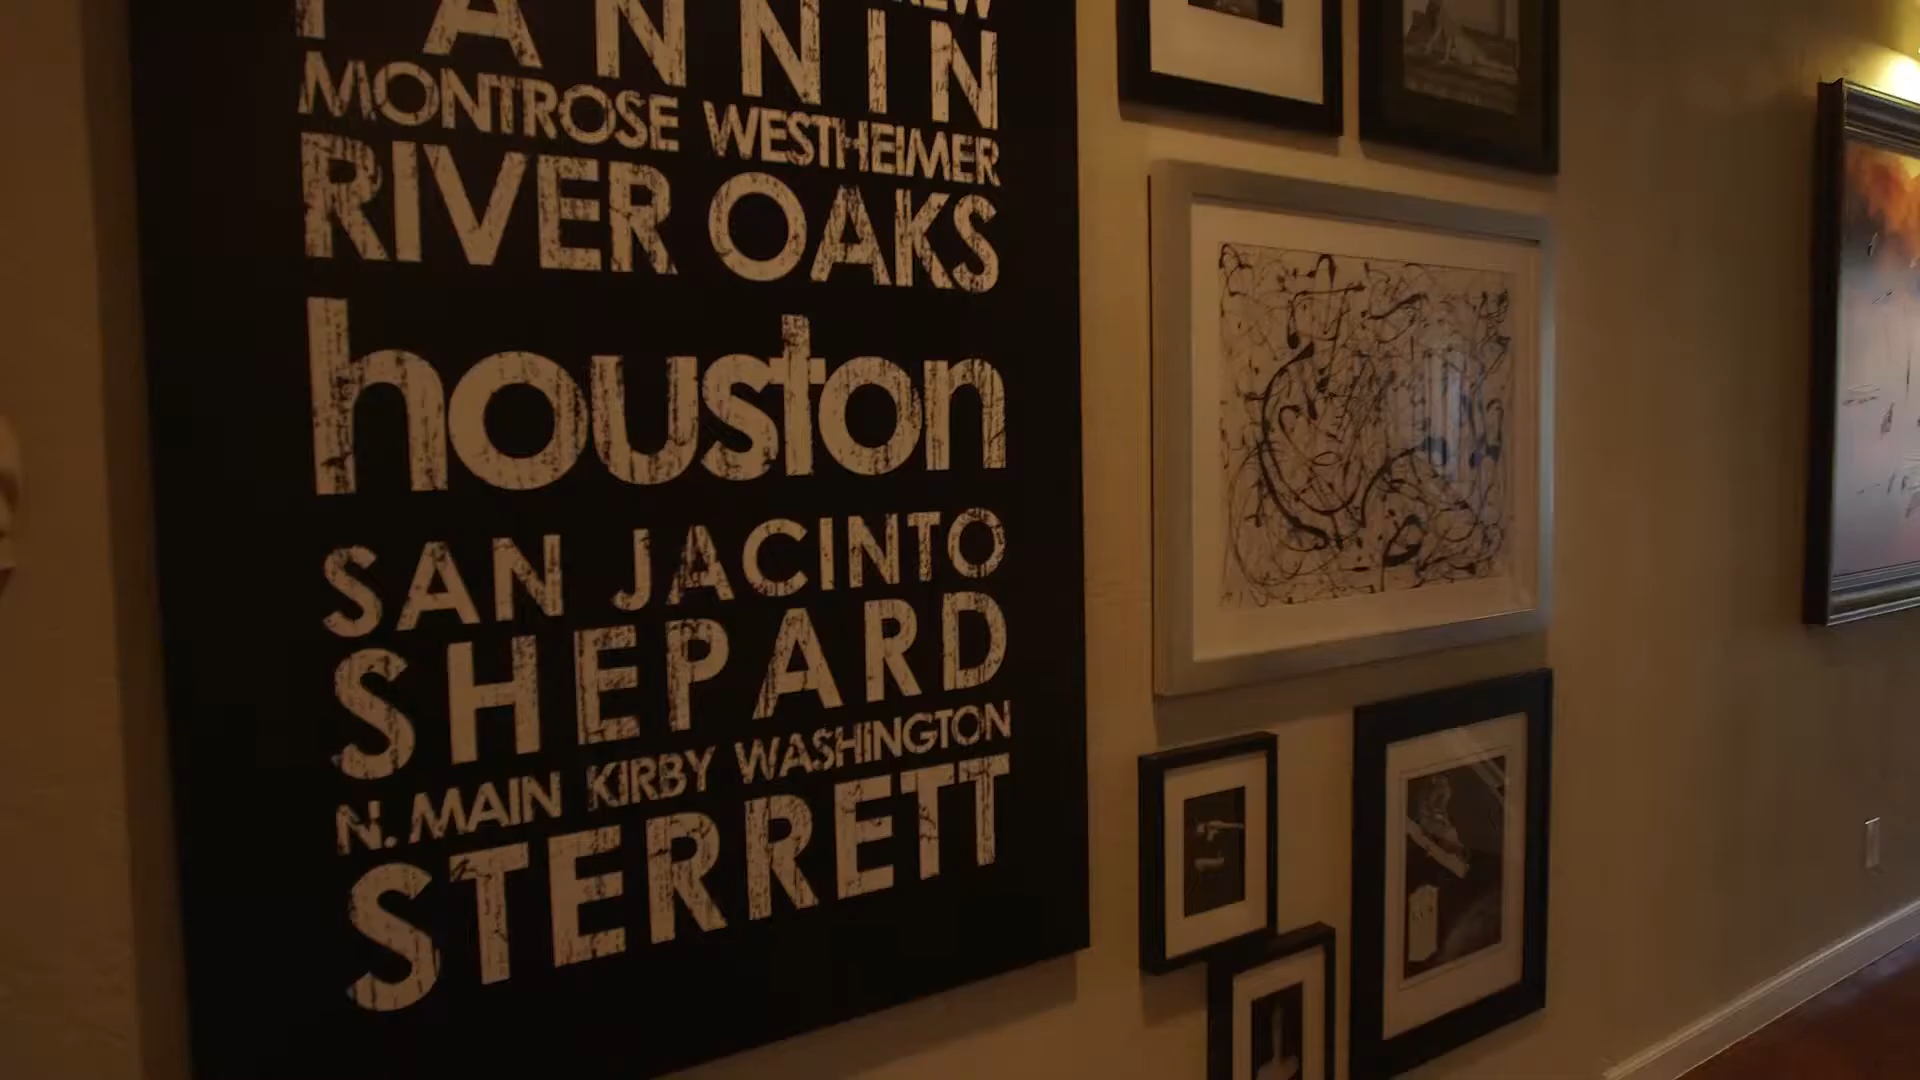 FANNIN
MONTROSE WESTHEIMER
RIVER OAKS
houston
SAN JACINTO
SHEPARD
N. MAIN KIRBY WASHINGTON
STERRETT